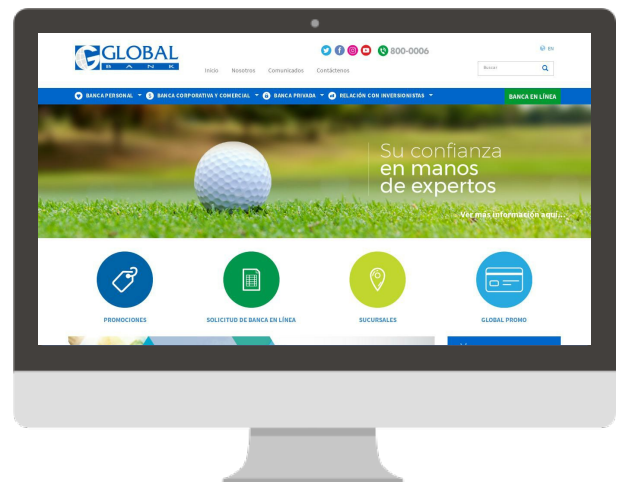 GLOBAL
BANK
800-0006
EN
Inicio Nosotros Comunicados Contáctenos
Buscar
BANCA PERSONAL BANCA CORPORATIVA Y COMERCIAL BANCA PRIVADA RELACIÓN CON INVERSIONISTAS
BANCA EN LÍNEA
Su confianza
en manos
de expertos
Ver más información aquí...
PROMOCIONES SOLICITUD DE BANCA EN LÍNEA SUCURSALES GLOBAL PROMO